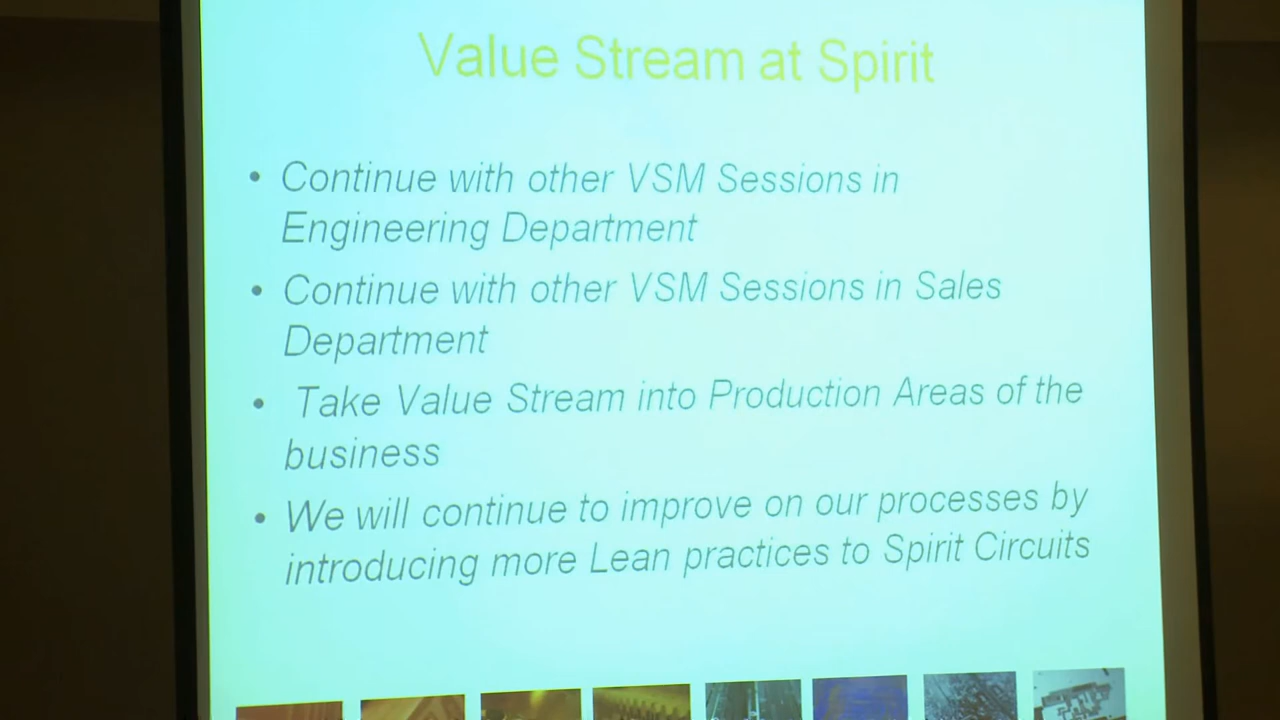 Value Stream at Spirit
• Continue with other VSM Sessions in
Engineering Department
• Continue with other VSM Sessions in Sales
Department
• Take Value Stream into Production Areas of the
business
• We will continue to improve on our processes by
introducing more Lean practices to Spirit Circuits